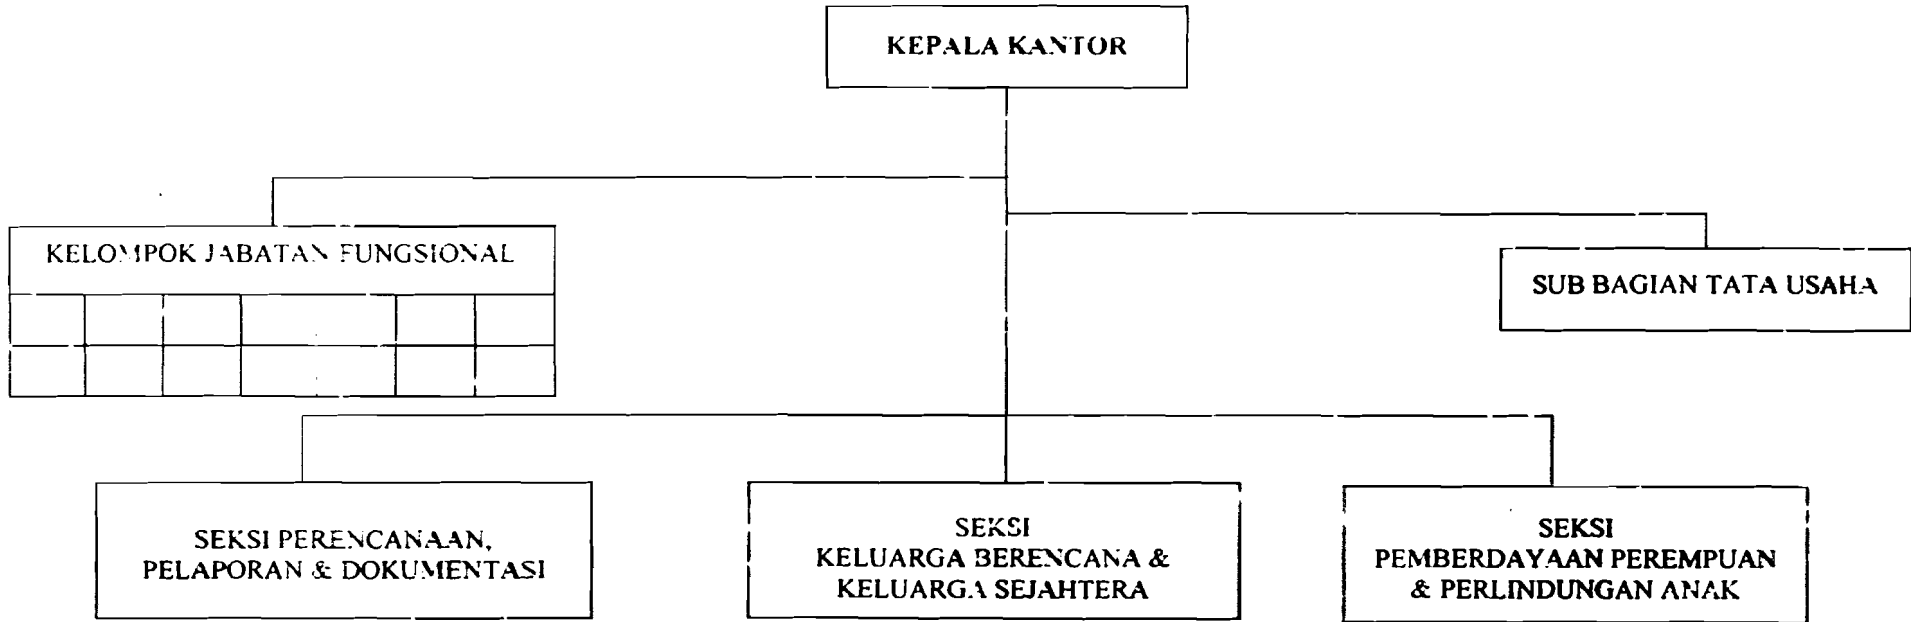 KEPALA KANTOR
KELOMPOK JABATAN FUNGSIONAL
SUB BAGIAN TATA USAHA
SEKSI PERENCANAAN,
PELAPORAN & DOKUMENTASI
SEKSI
KELUARGA BERENCANA &
KELUARGA SEJAHTERA
SEKSI
PEMBERDAYAAN PEREMPUAN
& PERLINDUNGAN ANAK